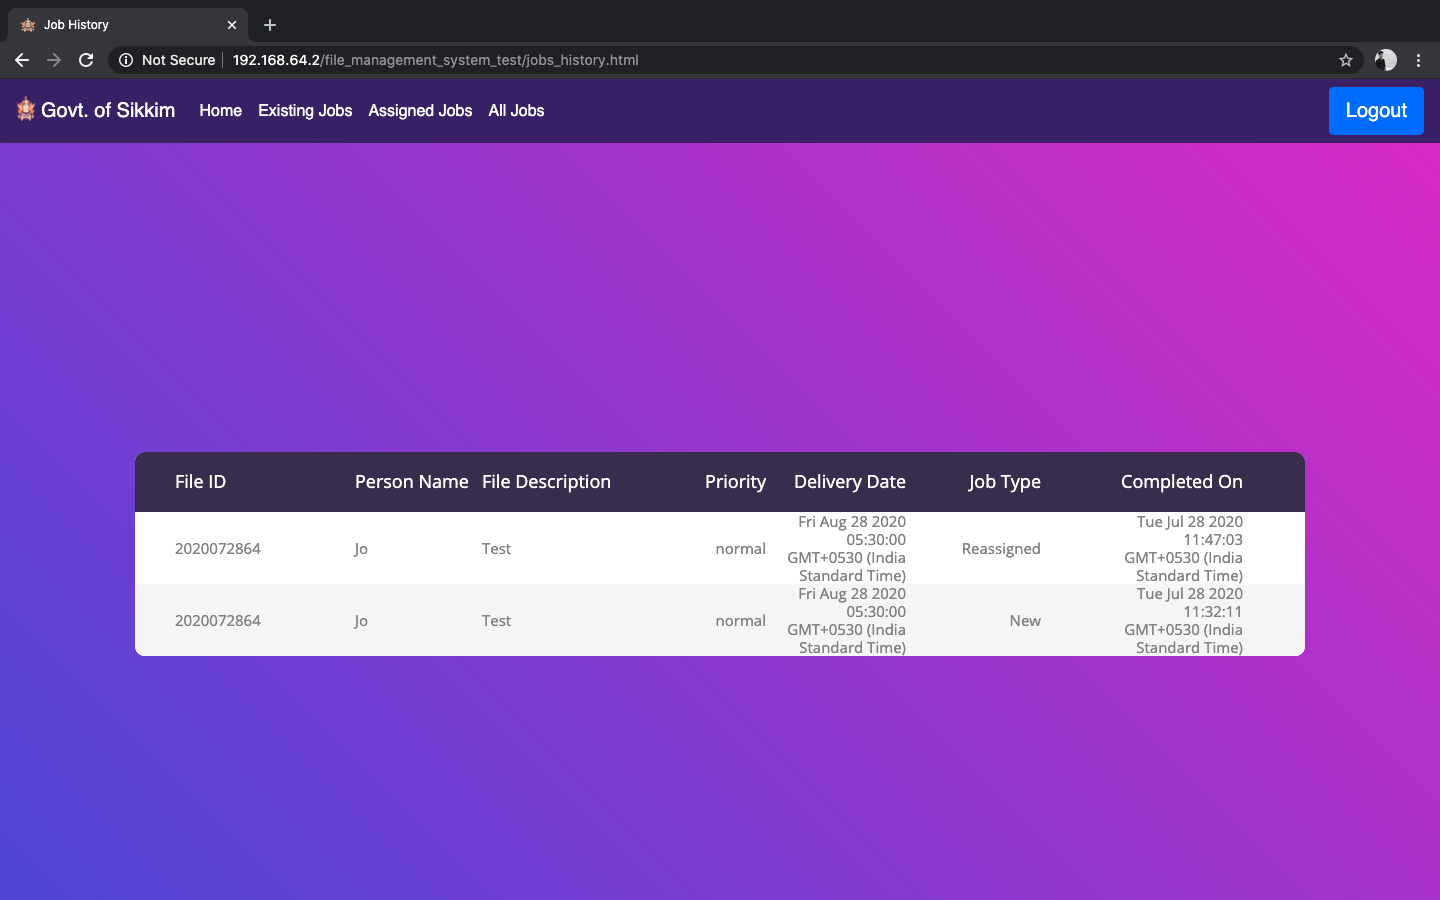 Job History
Not Secure 192.168.64.2/file_management_system_test/jobs_history.html
Govt. of Sikkim Home Existing Jobs Assigned Jobs All Jobs Logout
File ID Person Name File Description Priority Delivery Date Job Type Completed On
2020072864 Jo Test normal Fri Aug 28 2020 05:30:00 GMT+0530 (India Standard Time) Reassigned Tue Jul 28 2020 11:47:03 GMT+0530 (India Standard Time)
2020072864 Jo Test normal Fri Aug 28 2020 05:30:00 GMT+0530 (India Standard Time) New Tue Jul 28 2020 11:32:11 GMT+0530 (India Standard Time)